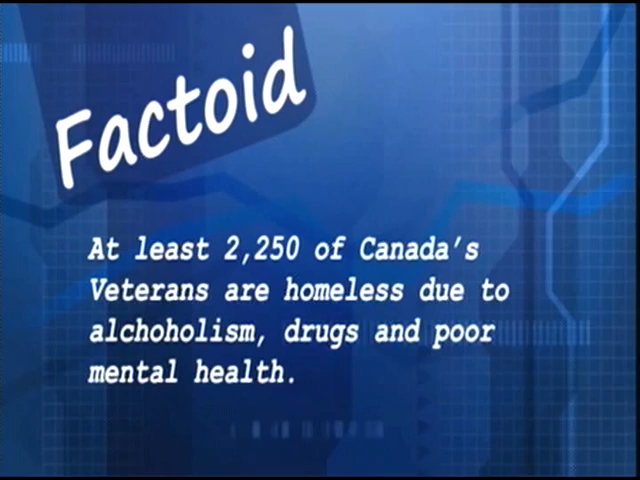 Factoid
At least 2,250 of Canada's
Veterans are homeless due to
alchoholism, drugs and poor
mental health.